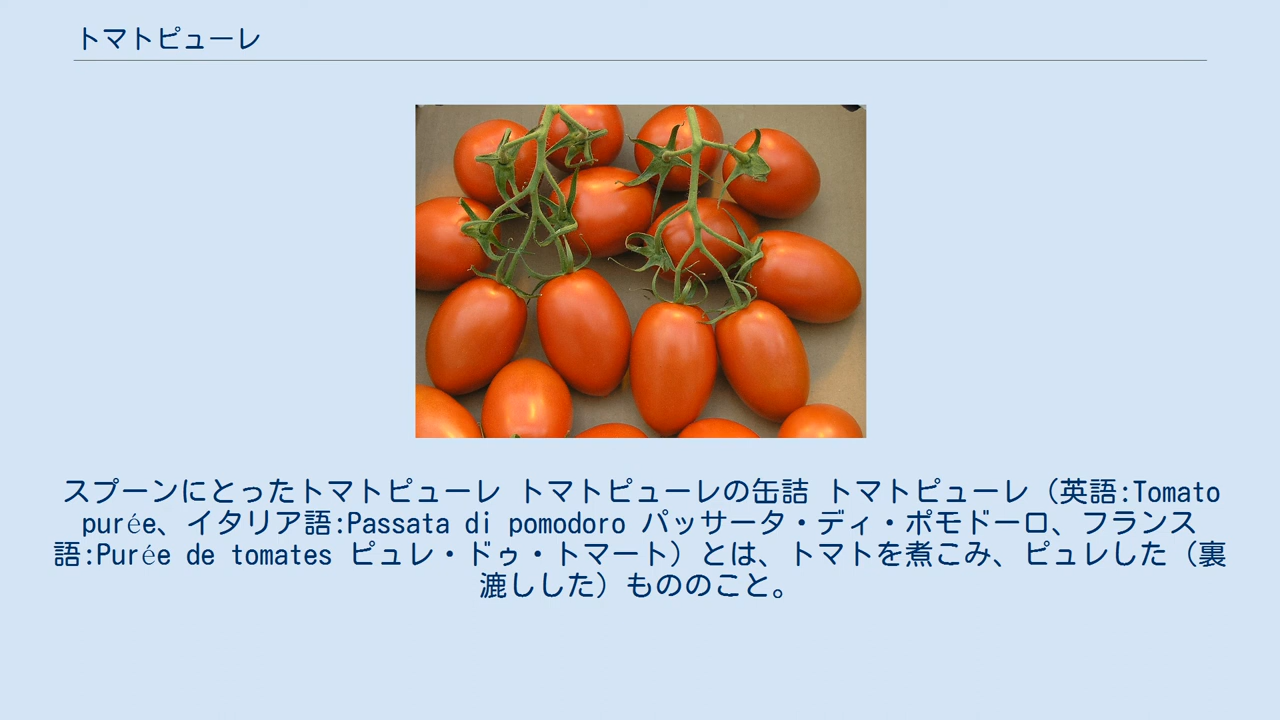 トマトピューレ
スプーンにとったトマトピューレ トマトピューレの缶詰 トマトピューレ（英語:Tomato
purée、イタリア語:Passata di pomodoro パッサータ・ディ・ポモドーロ、フランス
語:Purée de tomates ピュレ・ドゥ・トマート）とは、トマトを煮こみ、ピュレした（裏
漉しした）もののこと。